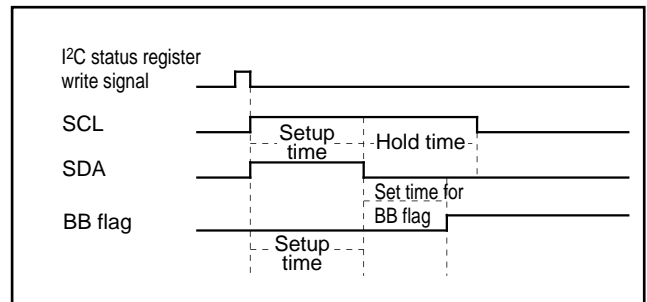 I²C status register
write signal
SCL
Setup
time
Hold time
SDA
Set time for
BB flag
BB flag
Setup
time